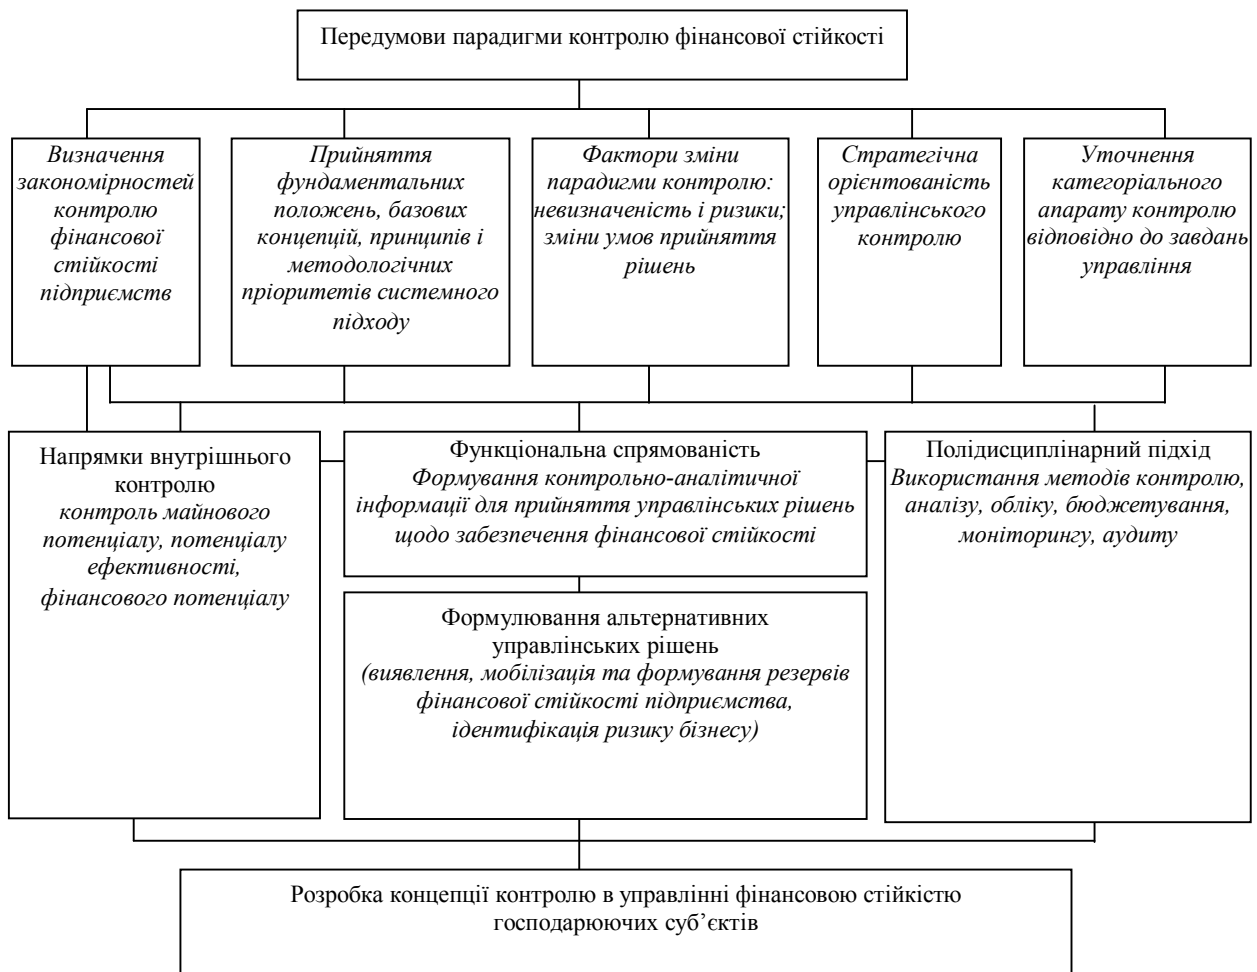 Передумови парадигми контролю фінансової стійкості
Визначення
закономірностей
контролю
фінансової
стійкості
підприємств
Прийняття
фундаментальних
положень, базових
концепцій, принципів і
методологічних
пріоритетів системного
підходу
Фактори зміни
парадигми контролю:
невизначеність і ризики;
зміни умов прийняття
рішень
Стратегічна
орієнтованість
управлінського
контролю
Уточнення
категоріального
апарату контролю
відповідно до завдань
управління
Напрямки внутрішнього
контролю
контроль майнового
потенціалу, потенціалу
ефективності,
фінансового потенціалу
Функціональна спрямованість
Формування контрольно-аналітичної
інформації для прийняття управлінських рішень
щодо забезпечення фінансової стійкості
Формулювання альтернативних
управлінських рішень
(виявлення, мобілізація та формування резервів
фінансової стійкості підприємства,
ідентифікація ризику бізнесу)
Полідисциплінарний підхід
Використання методів контролю,
аналізу, обліку, бюджетування,
моніторингу, аудиту
Розробка концепції контролю в управлінні фінансовою стійкістю
господарюючих суб’єктів